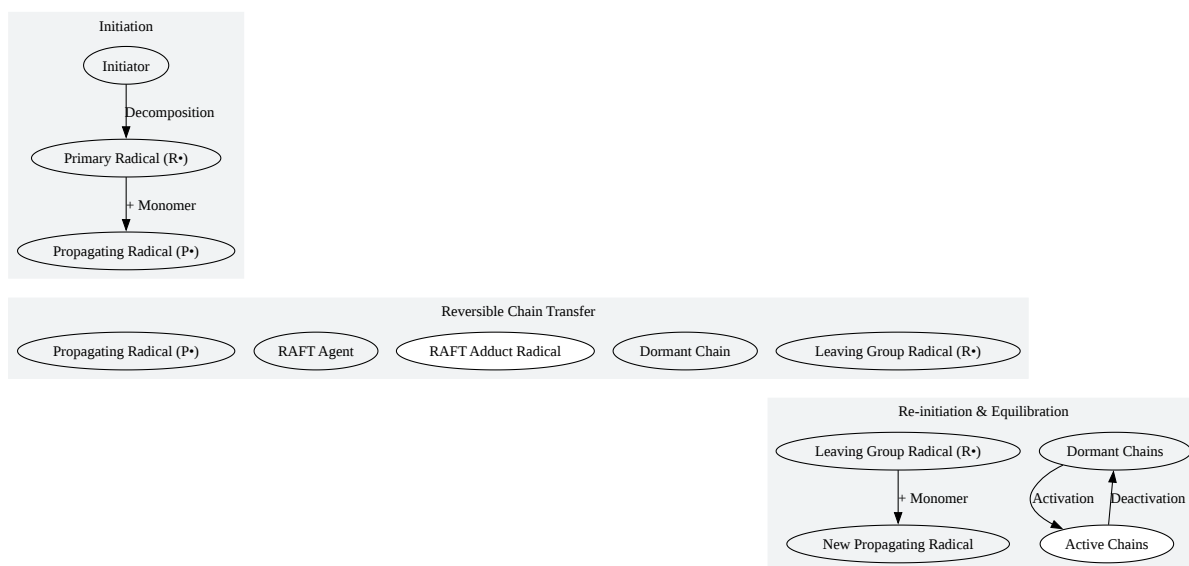 Initiation
Initiator
Decomposition
Primary Radical (R•)
+ Monomer
Propagating Radical (P•)
Reversible Chain Transfer
Propagating Radical (P•)
RAFT Agent
RAFT Adduct Radical
Dormant Chain
Leaving Group Radical (R•)
Re-initiation & Equilibration
Leaving Group Radical (R•)
Dormant Chains
+ Monomer
Activation
Deactivation
New Propagating Radical
Active Chains